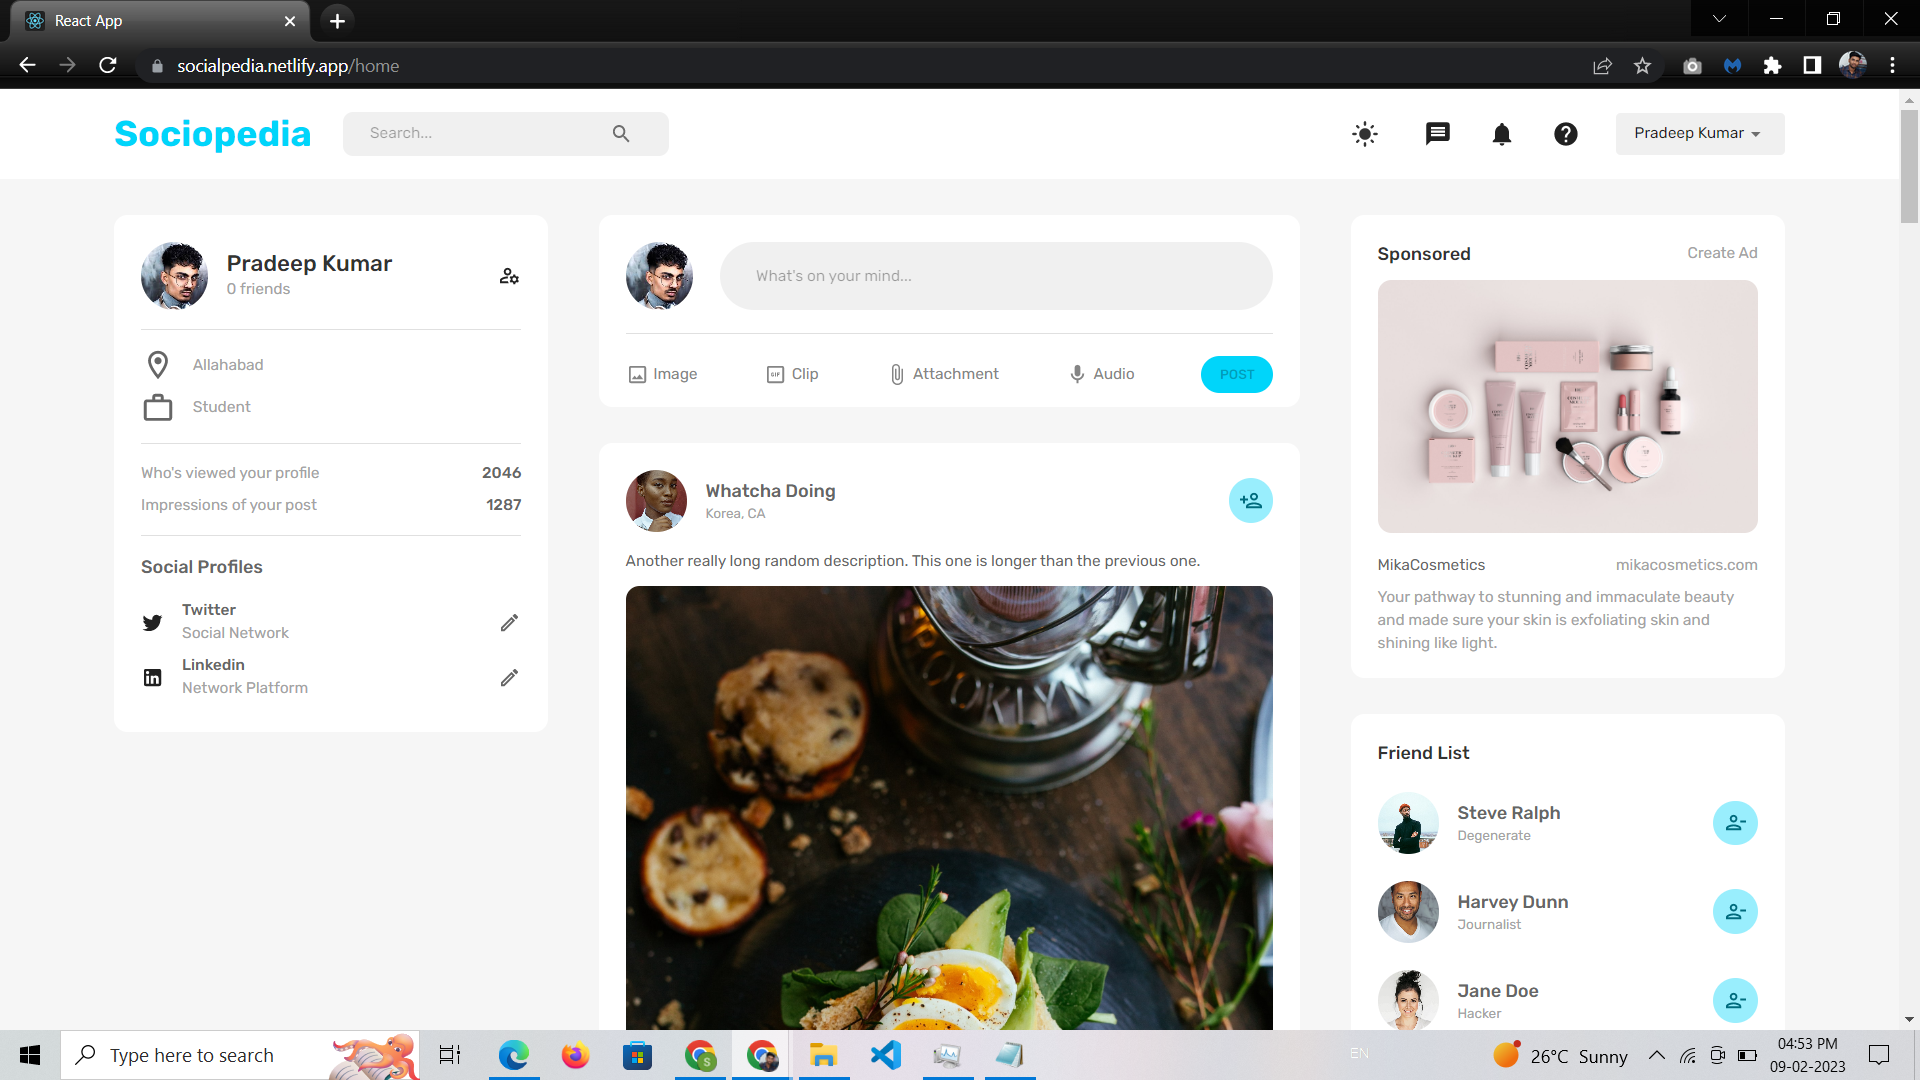 React App
socialpedia.netlify.app/home
Sociopedia
Search...
Pradeep Kumar
Pradeep Kumar
0 friends
Allahabad
Student
Who's viewed your profile 2046
Impressions of your post 1287
Social Profiles
Twitter
Social Network
Linkedin
Network Platform
What's on your mind...
Image GIF Clip Attachment Audio POST
Whatcha Doing
Korea, CA
Another really long random description. This one is longer than the previous one.
Sponsored Create Ad
MikaCosmetics mikacosmetics.com
Your pathway to stunning and immaculate beauty
and made sure your skin is exfoliating skin and
shining like light.
Friend List
Steve Ralph
Degenerate
Harvey Dunn
Journalist
Jane Doe
Hacker
Type here to search
S
EN
26°C Sunny
04:53 PM
09-02-2023